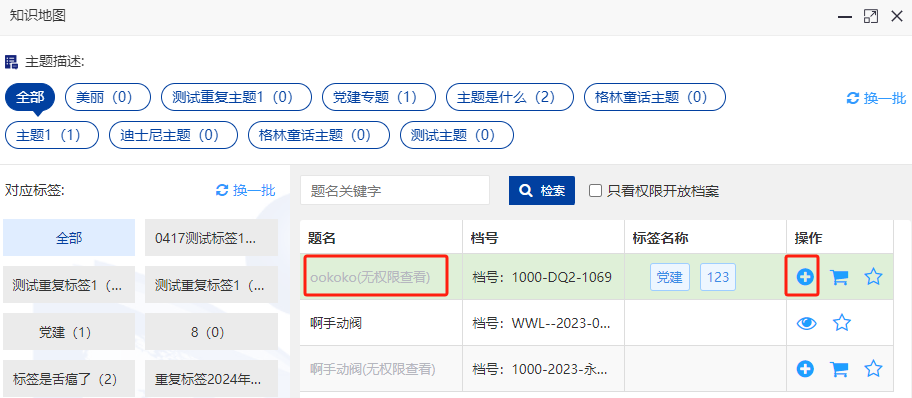 知识地图
主题描述:
全部 美丽（0） 测试重复主题1（0） 党建专题（1） 主题是什么（2） 格林童话主题（0） 换一批
主题1（1） 迪士尼主题（0） 格林童话主题（0） 测试主题（0）
对应标签: 换一批
全部 0417测试标签1...
测试重复标签1（... 测试重复标签1（...
党建（1） 8（0）
标签是舌癌了（2） 重复标签2024年...
题名关键字 检索 只看权限开放档案
题名 档号 标签名称 操作
ookoko(无权限查看) 档号：1000-DQ2-1069 党建 123
啊手动阀 档号：WWL--2023-0...
啊手动阀(无权限查看) 档号：1000-2023-永...